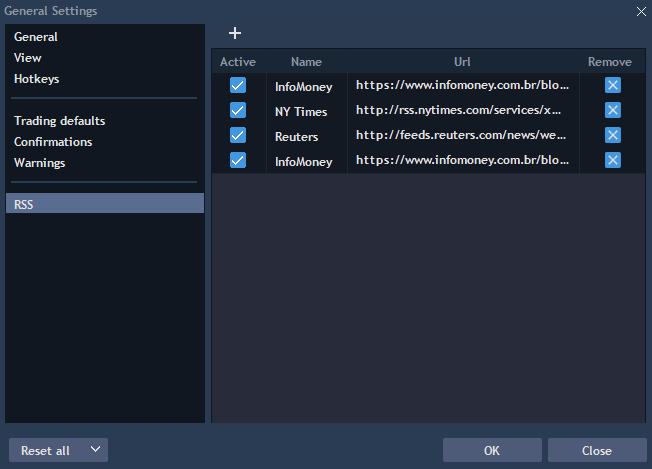 General Settings
General
View
Hotkeys
Trading defaults
Confirmations
Warnings
RSS
Active Name Url Remove
InfoMoney https://www.infomoney.com.br/blo...
NY Times http://rss.nytimes.com/services/x...
Reuters http://feeds.reuters.com/news/we...
InfoMoney https://www.infomoney.com.br/blo...
Reset all OK Close